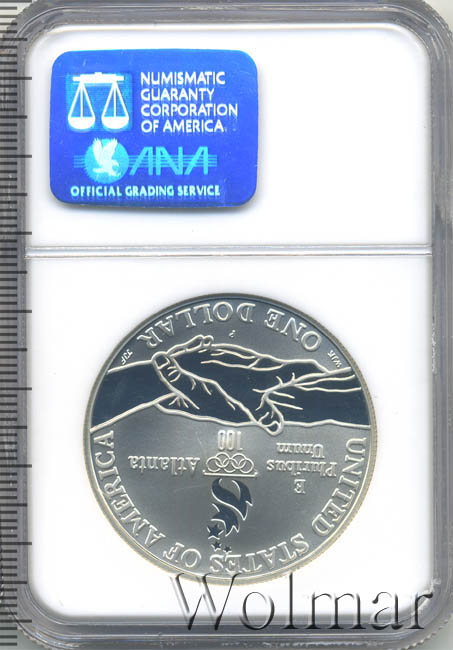 NUMISMATIC
GUARANTY
CORPORATION
OF AMERICA
ANA
OFFICIAL GRADING SERVICE
ONE DOLLAR
P
JJF
100
Atlanta
E
Pluribus
Unum
UNITED STATES OF AMERICA
Wolmar